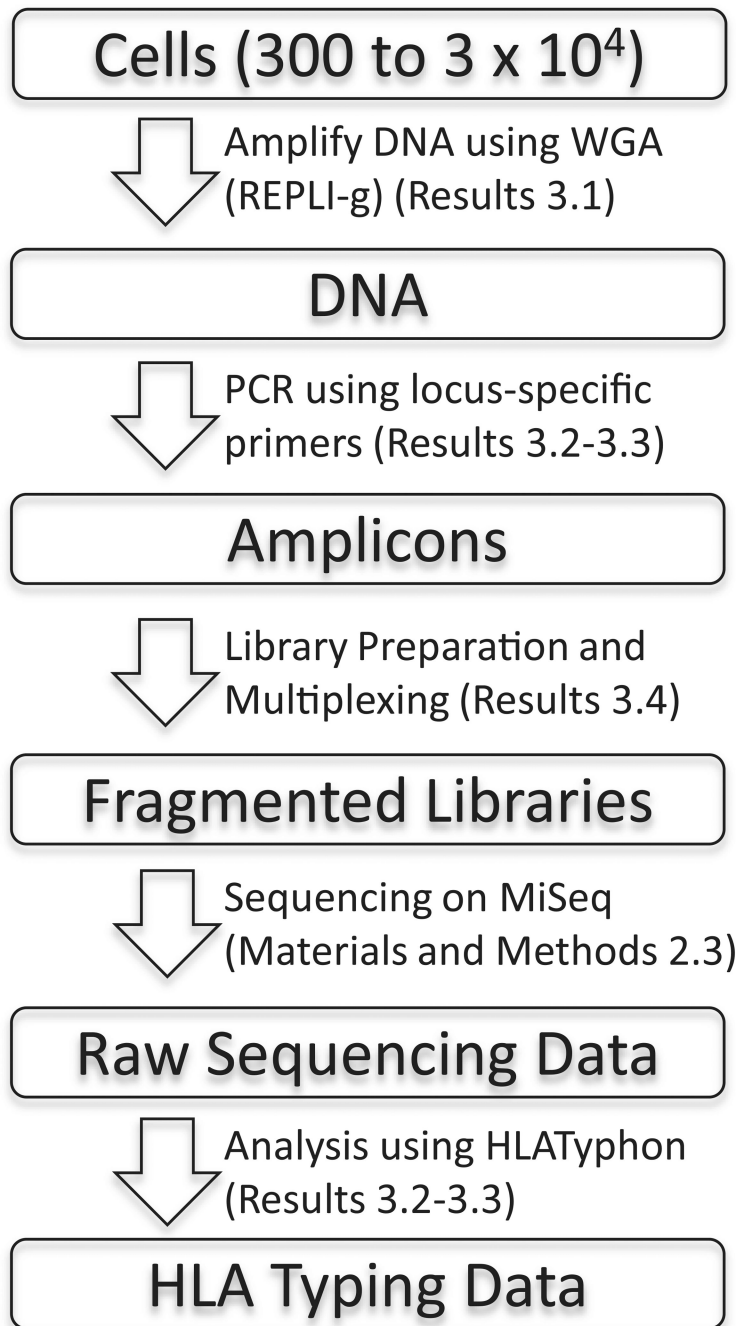 Cells (300 to 3 x 10⁴)
Amplify DNA using WGA
(REPLI-g) (Results 3.1)
DNA
PCR using locus-specific
primers (Results 3.2-3.3)
Amplicons
Library Preparation and
Multiplexing (Results 3.4)
Fragmented Libraries
Sequencing on MiSeq
(Materials and Methods 2.3)
Raw Sequencing Data
Analysis using HLATyphon
(Results 3.2-3.3)
HLA Typing Data